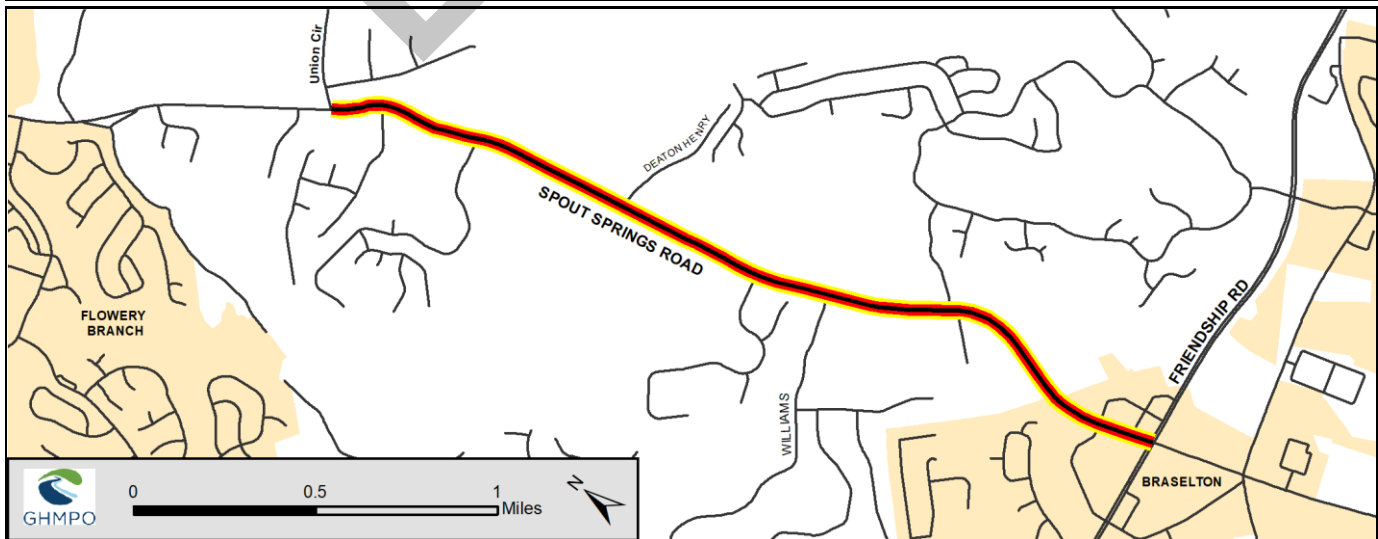 Union Cir
DEATON HENRY
SPOUT SPRINGS ROAD
FLOWERY
BRANCH
FRIENDSHIP RD
WILLIAMS
BRASELTON
GHMPO
0 0.5 1
Miles
N